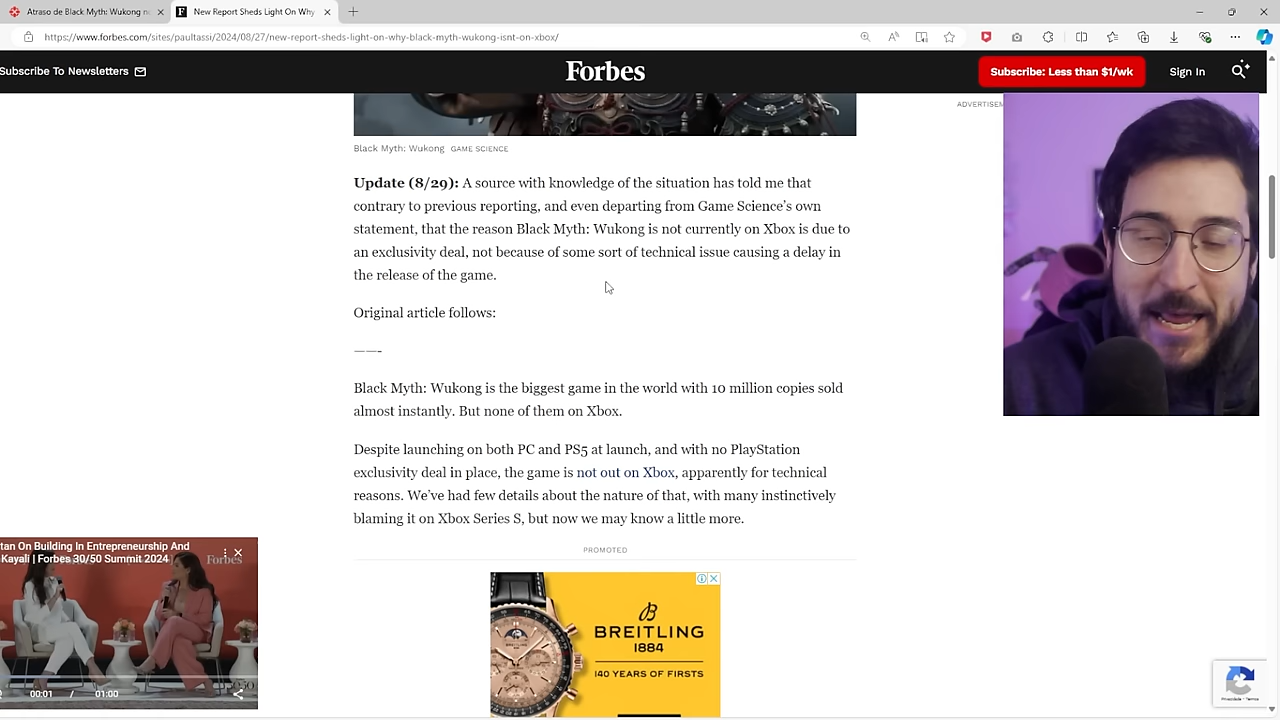 Atraso de Black Myth: Wukong n
New Report Sheds Light On Why
https://www.forbes.com/sites/paultassi/2024/08/27/new-report-sheds-light-on-why-black-myth-wukong-isnt-on-xbox/
Subscribe To Newsletters
Forbes
Subscribe: Less than $1/wk
Sign In
ADVERTISEM
Black Myth: Wukong GAME SCIENCE
Update (8/29): A source with knowledge of the situation has told me that
contrary to previous reporting, and even departing from Game Science's own
statement, that the reason Black Myth: Wukong is not currently on Xbox is due to
an exclusivity deal, not because of some sort of technical issue causing a delay in
the release of the game.
Original article follows:
——-
Black Myth: Wukong is the biggest game in the world with 10 million copies sold
almost instantly. But none of them on Xbox.
Despite launching on both PC and PS5 at launch, and with no PlayStation
exclusivity deal in place, the game is not out on Xbox, apparently for technical
reasons. We've had few details about the nature of that, with many instinctively
blaming it on Xbox Series S, but now we may know a little more.
PROMOTED
tan On Building In Entrepreneurship And
Kayali | Forbes 30/50 Summit 2024
Forbes
00:01 / 01:00
B
BREITLING
1884
140 YEARS OF FIRSTS
Privacidade - Termos